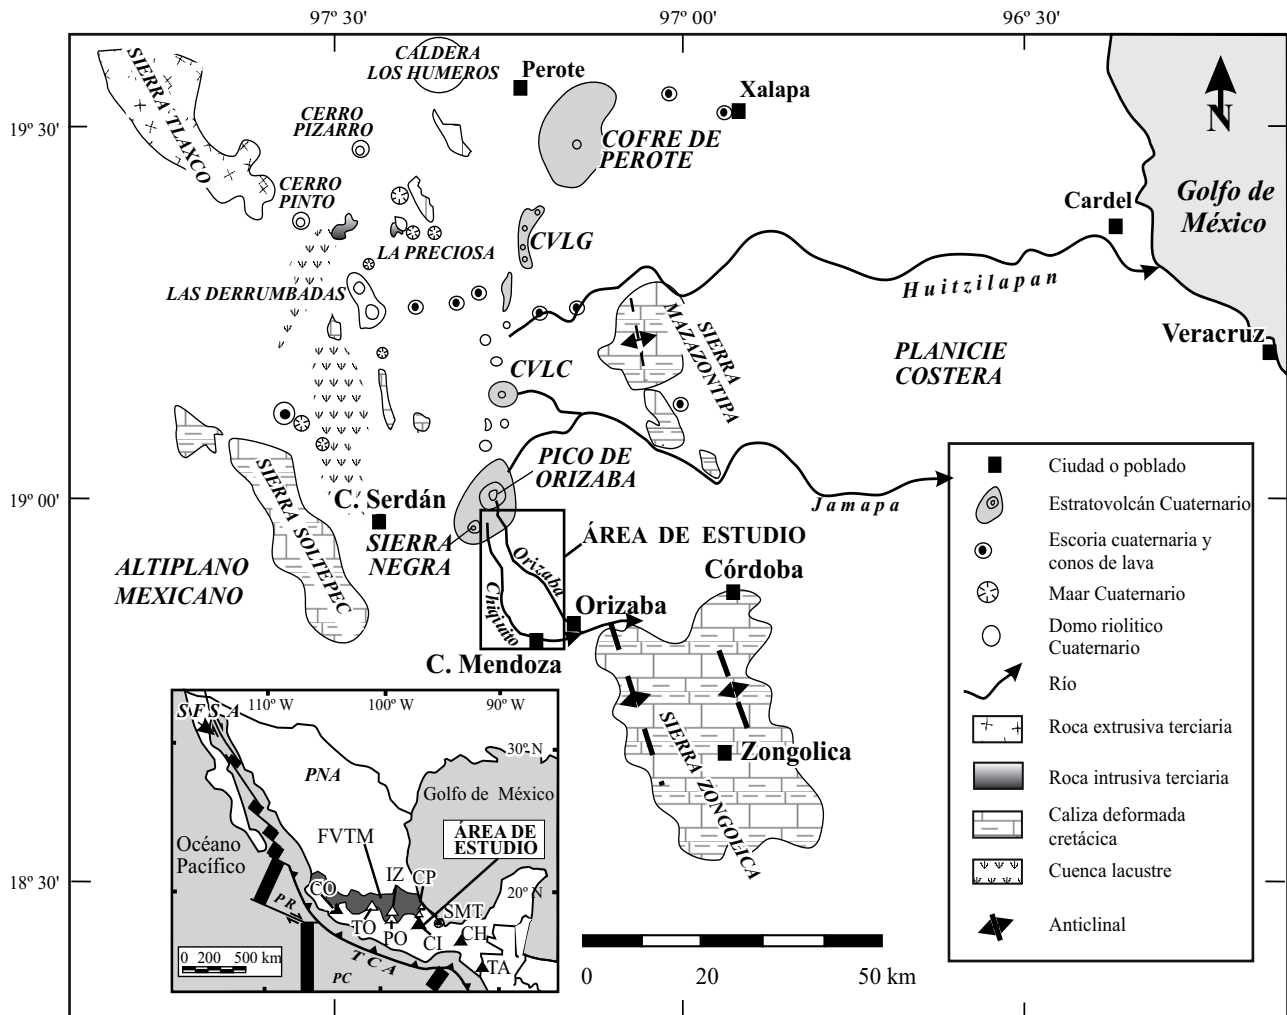 97º 30'
97º 00'
96º 30'
19º 30'
19º 00'
18º 30'
SIERRA TLAXCO
CALDERA
LOS HUMEROS
Perote
Xalapa
CERRO
PIZARRO
COFRE DE
PEROTE
N
Golfo de
México
CERRO
PINTO
Cardel
LA PRECIOSA
CVLG
LAS DERRUMBADAS
Huitzilapan
SIERRA
MAZAZONTIPA
Veracruz
PLANICIE
COSTERA
CVLC
PICO DE
ORIZABA
SIERRA SOLTEPEC
C. Serdán
Jamapa
SIERRA
NEGRA
ÁREA DE ESTUDIO
ALTIPLANO
MEXICANO
Orizaba
Chiquito
Córdoba
Orizaba
C. Mendoza
SIERRA ZONGOLICA
Zongolica
Ciudad o poblado
Estratovolcán Cuaternario
Escoria cuaternaria y
conos de lava
Maar Cuaternario
Domo riolitico
Cuaternario
Río
Roca extrusiva terciaria
Roca intrusiva terciaria
Caliza deformada
cretácica
Cuenca lacustre
Anticlinal
0 20 50 km
110º W
100º W
90º W
SFSA
30º N
PNA
Golfo de México
FVTM
ÁREA DE
ESTUDIO
Océano
Pacífico
IZ
CP
CO
20º N
PR
SMT
TO
PO
CI
CH
TCA
TA
0 200 500 km
PC